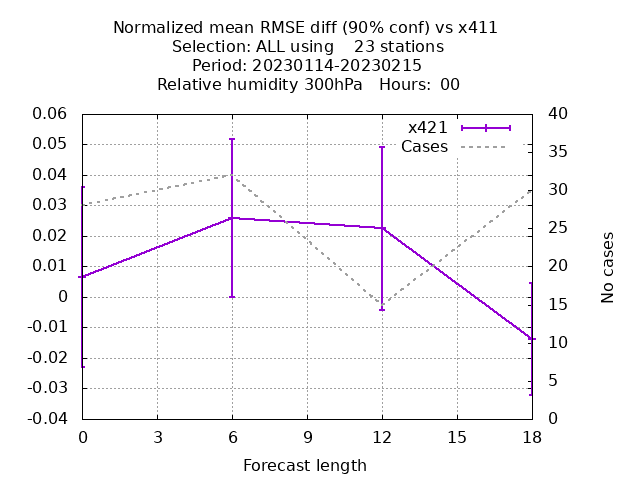 Normalized mean RMSE diff (90% conf) vs x411
Selection: ALL using    23 stations
Period: 20230114-20230215
Relative humidity 300hPa   Hours:  00
x421
Cases
0.06
0.05
0.04
0.03
0.02
0.01
0
-0.01
-0.02
-0.03
-0.04
40
35
30
25
20
15
10
5
0
No cases
0 3 6 9 12 15 18
Forecast length